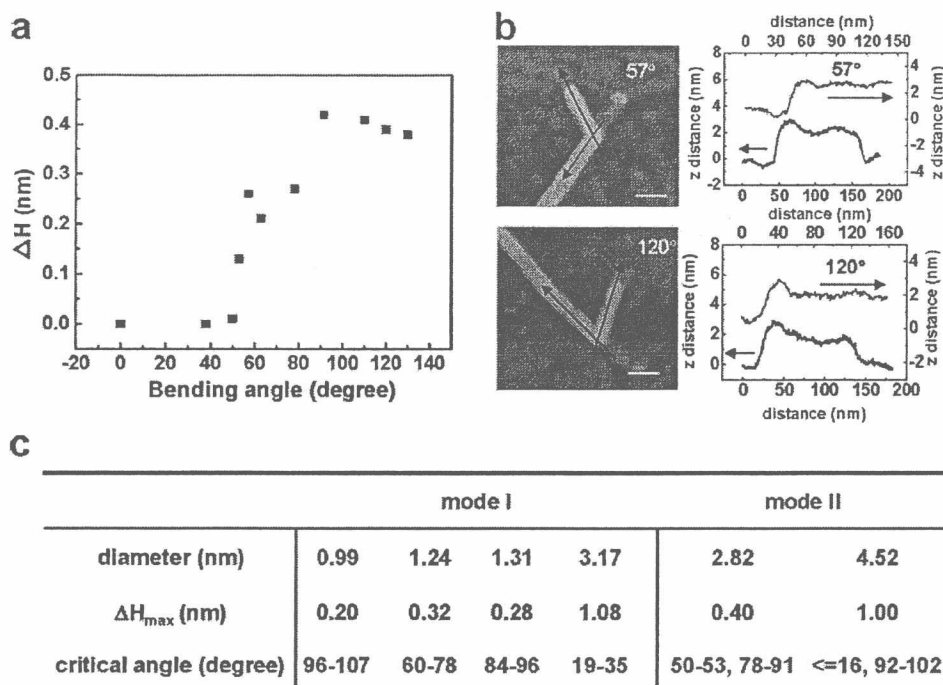 a
0.5
0.4
0.3
0.2
0.1
0.0
ΔH (nm)
-20 0 20 40 60 80 100 120 140
Bending angle (degree)
b
57°
120°
distance (nm)
0 30 60 90 120 140
8
6
4
2
0
-2
z distance (nm)
57°
4
2
0
-2
z distance (nm)
0 50 100 150 200
distance (nm)
distance (nm)
0 40 80 120 160
8
6
4
2
0
z distance (nm)
120°
4
2
0
-2
z distance (nm)
0 25 50 75 100 125 150 175 200
distance (nm)
c
mode I mode II
diameter (nm) 0.99 1.24 1.31 3.17 2.82 4.52
ΔHmax (nm) 0.20 0.32 0.28 1.08 0.40 1.00
critical angle (degree) 96-107 60-78 84-96 19-35 50-53, 78-91 <=16, 92-102